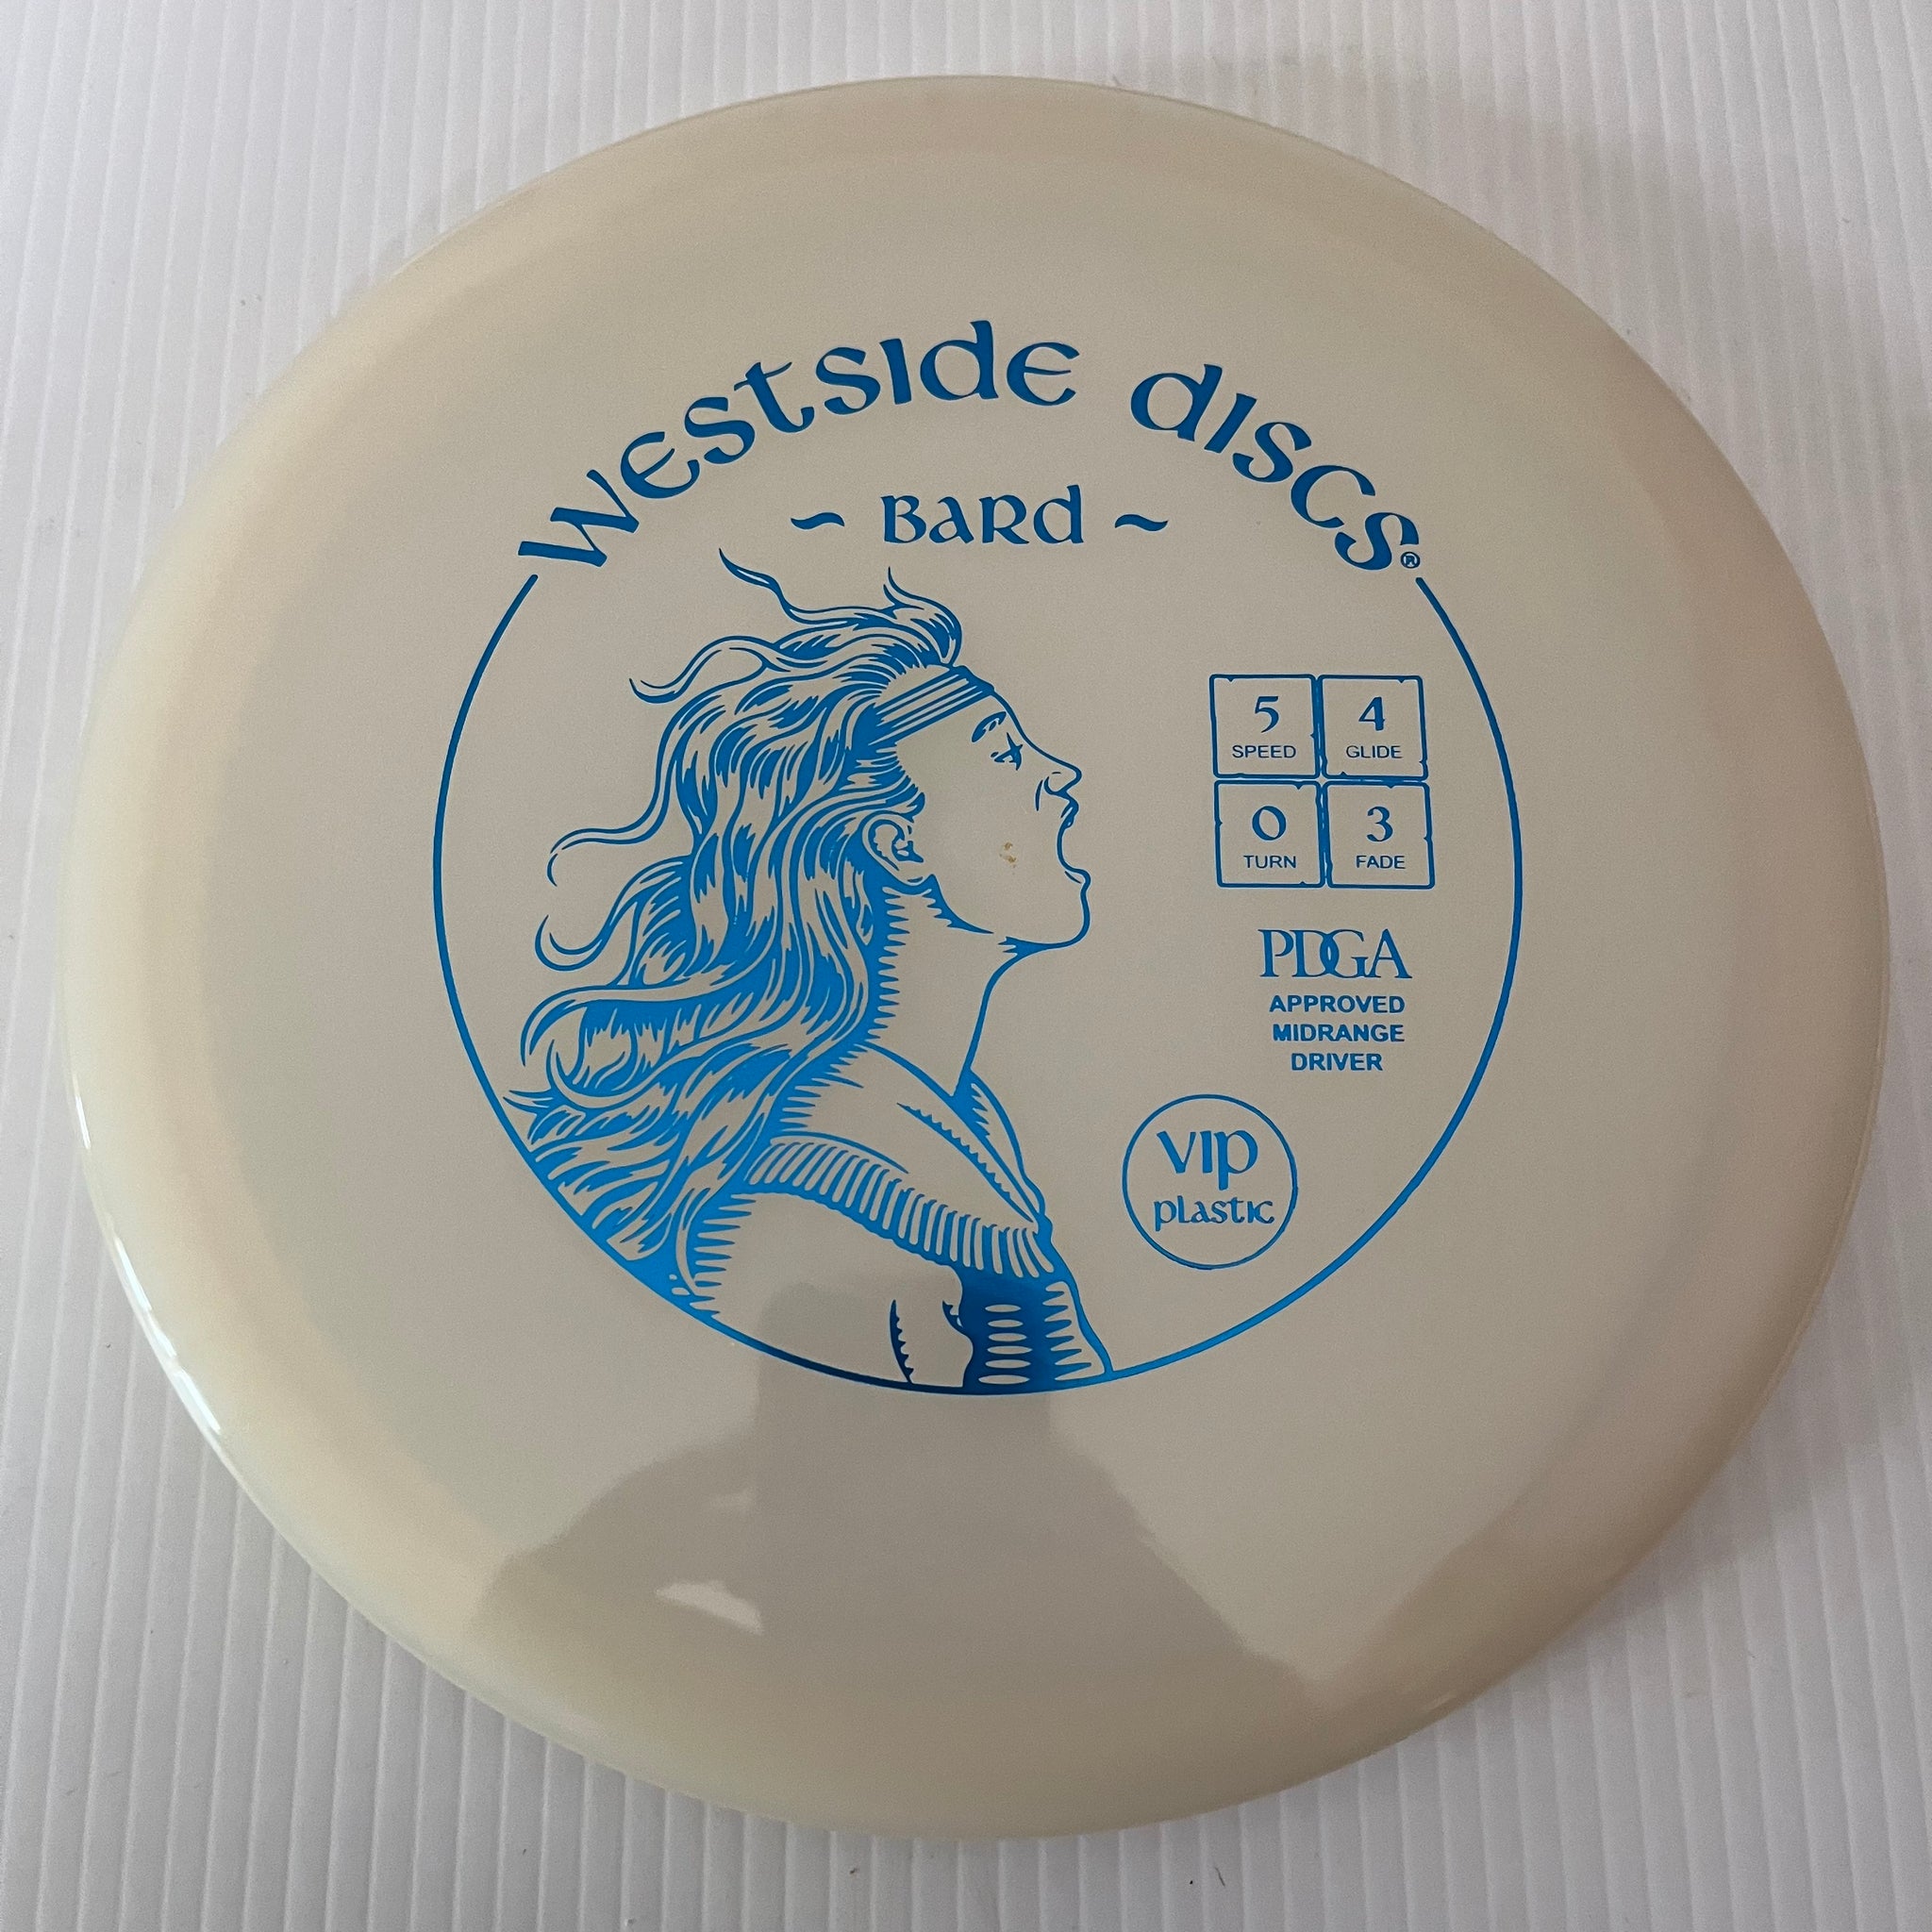 Westside Discs®
~ Bard ~
5 4
SPEED GLIDE
0 3
TURN FADE
PDGA
APPROVED
MIDRANGE
DRIVER
VIP
plastic